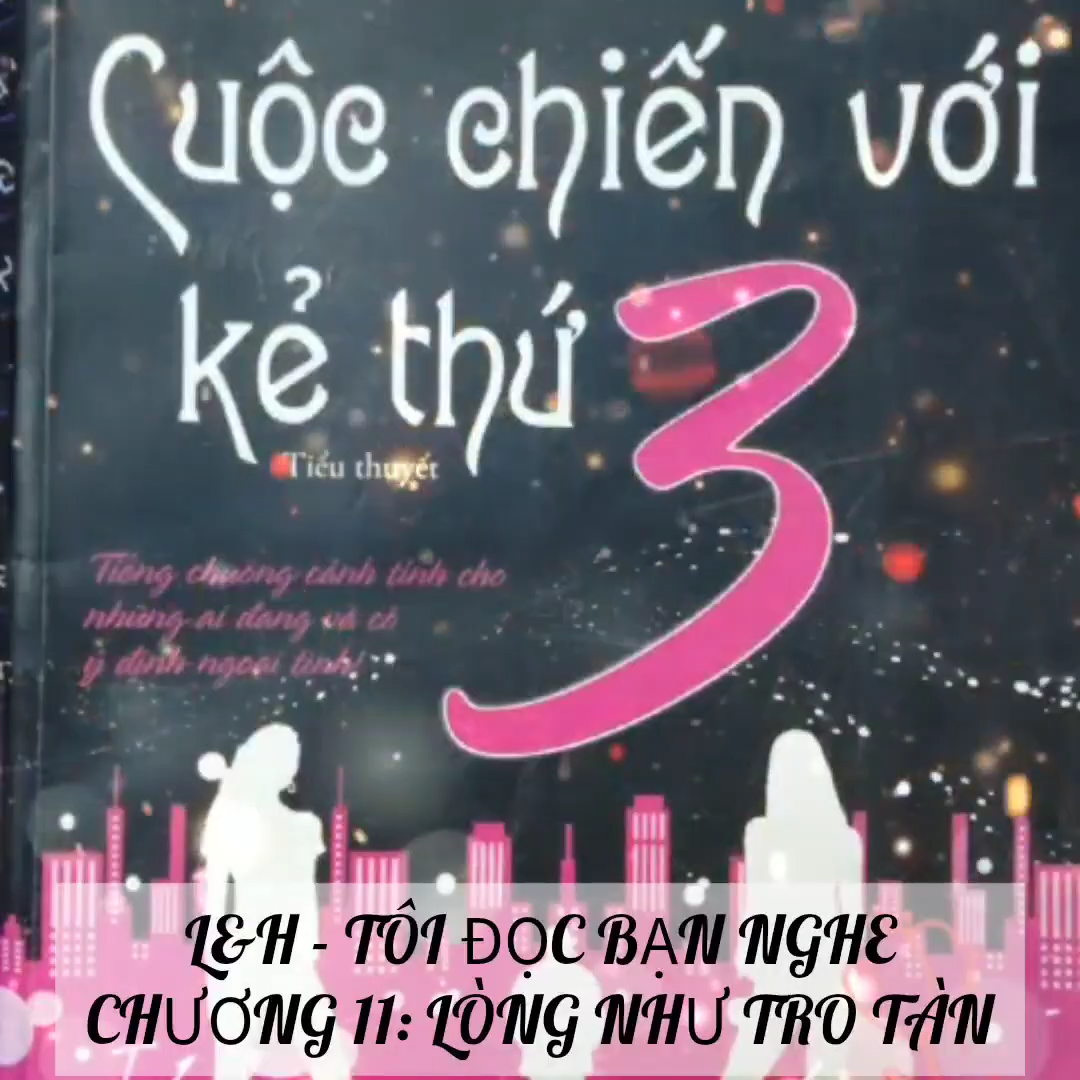 Cuộc chiến với
kẻ thứ 3
Tiểu thuyết
Tiếng chuông cảnh tỉnh cho
những ai đang và có
ý định ngoại tình!
L&H - TÔI ĐỌC BẠN NGHE
CHƯƠNG 11: LÒNG NHƯ TRO TÀN